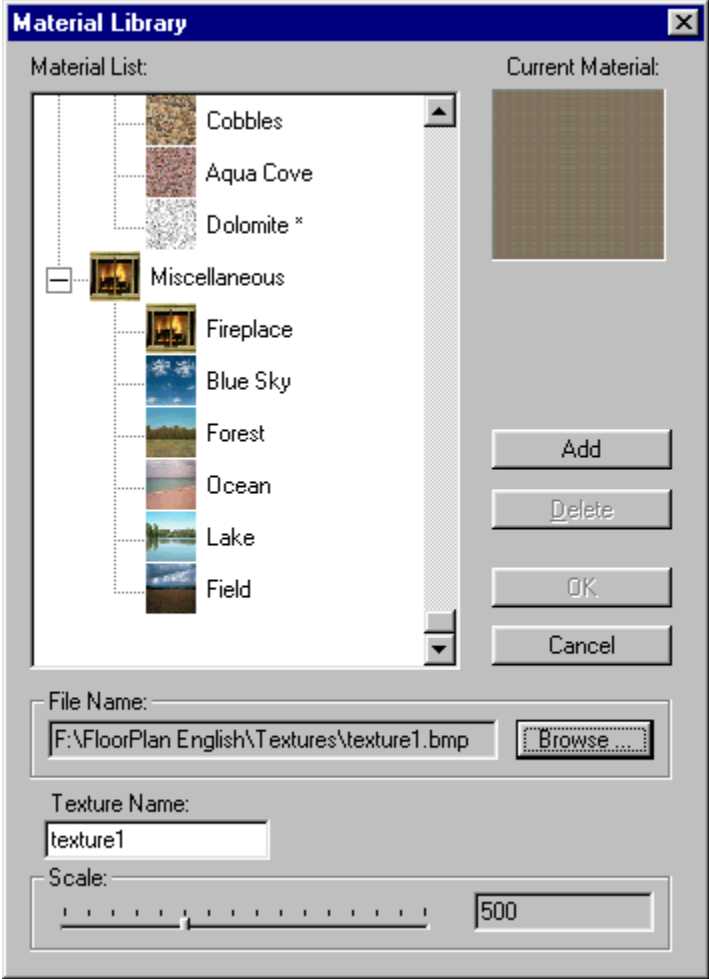 Material Library
Material List:
Current Material:
Cobbles
Aqua Cove
Dolomite *
Miscellaneous
Fireplace
Blue Sky
Forest
Ocean
Lake
Field
Add
Delete
OK
Cancel
File Name:
F:\FloorPlan English\Textures\texture1.bmp
Browse ...
Texture Name:
texture1
Scale:
500